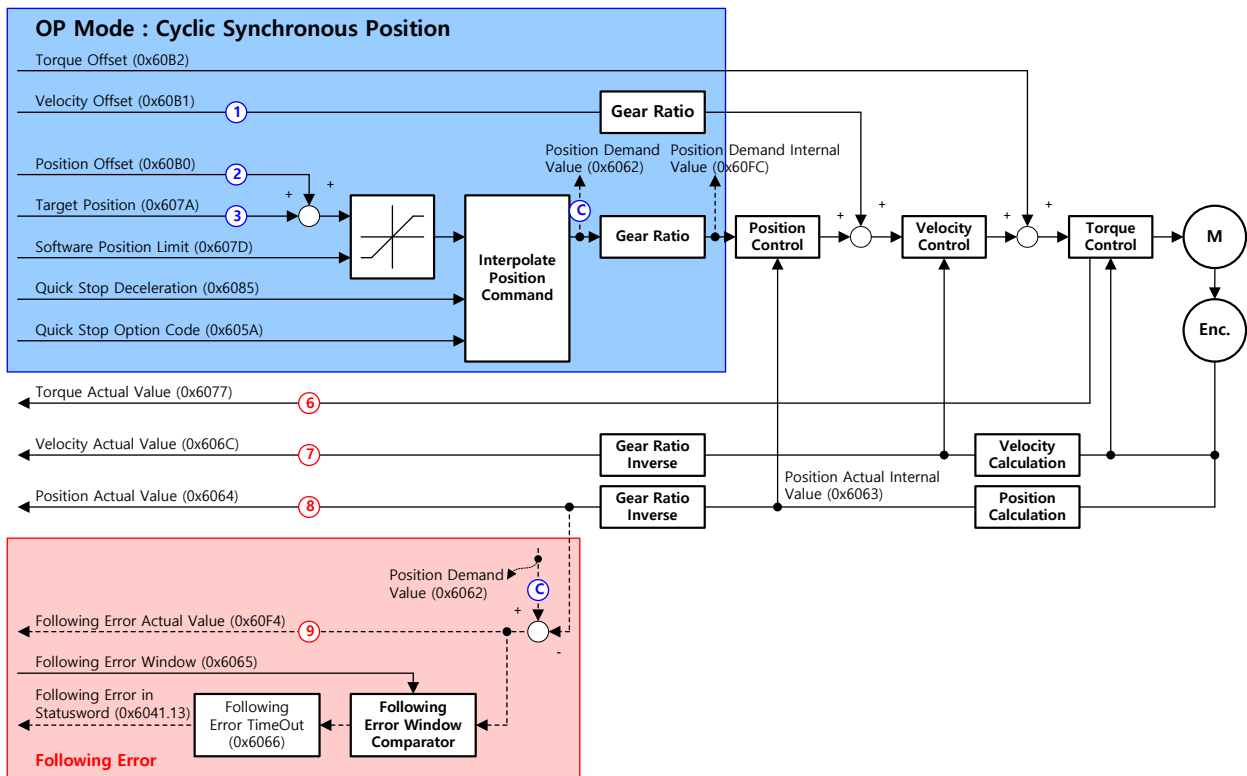 OP Mode : Cyclic Synchronous Position
Torque Offset (0x60B2)
Velocity Offset (0x60B1)
1
Gear Ratio
Position Offset (0x60B0)
2
+
+
Target Position (0x607A)
3
Software Position Limit (0x607D)
Quick Stop Deceleration (0x6085)
Quick Stop Option Code (0x605A)
Interpolate
Position
Command
Position Demand
Value (0x6062)
C
Position Demand Internal
Value (0x60FC)
Gear Ratio
Position
Control
+
+
Velocity
Control
+
+
Torque
Control
M
Enc.
Torque Actual Value (0x6077)
6
Velocity Actual Value (0x606C)
7
Gear Ratio
Inverse
Velocity
Calculation
Position Actual Value (0x6064)
8
Gear Ratio
Inverse
Position Actual Internal
Value (0x6063)
Position
Calculation
Position Demand
Value (0x6062)
C
+
-
Following Error Actual Value (0x60F4)
9
Following Error Window (0x6065)
Following Error in
Statusword (0x6041.13)
Following
Error TimeOut
(0x6066)
Following
Error Window
Comparator
Following Error